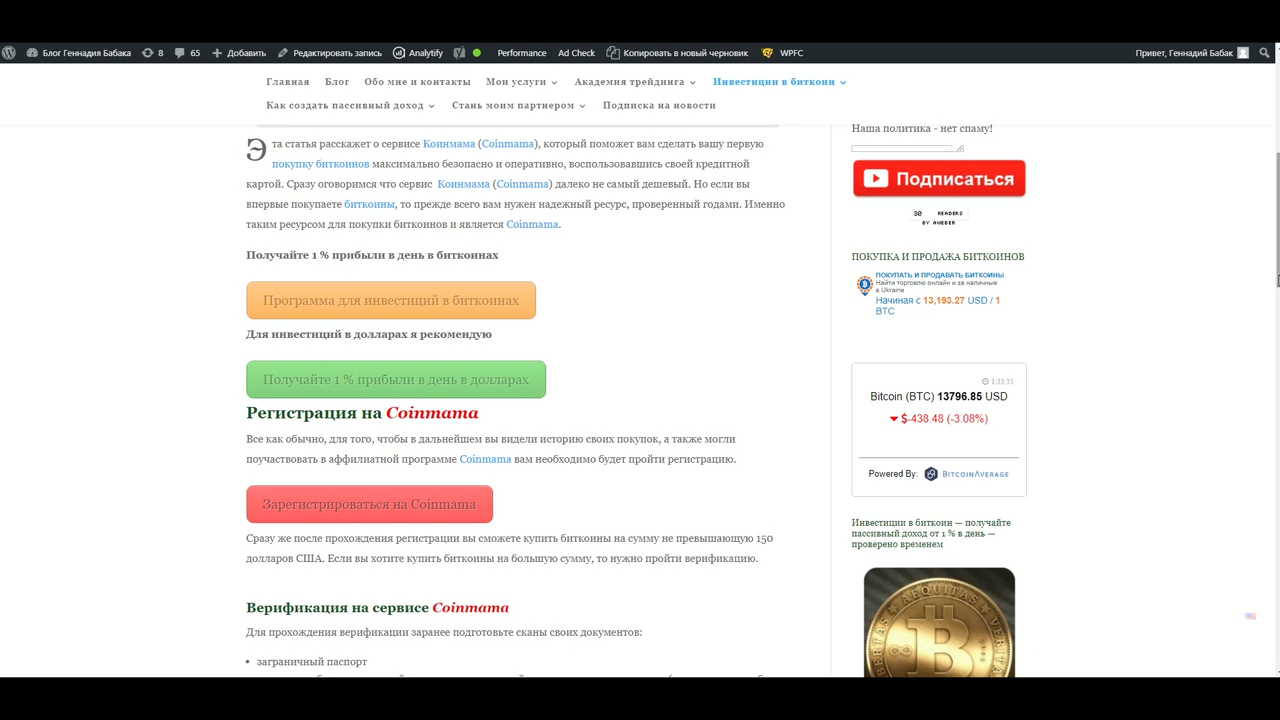 Блог Геннадия Бабака 8 65 Добавить Редактировать запись Analytify Performance Ad Check Копировать в новый черновик WPFC Привет, Геннадий Бабак
Главная Блог Обо мне и контакты Мои услуги Академия трейдинга Инвестиции в биткоин
Как создать пассивный доход Стань моим партнером Подписка на новости
Эта статья расскажет о сервисе Коинмама (Coinmama), который поможет вам сделать вашу первую
покупку биткоинов максимально безопасно и оперативно, воспользовавшись своей кредитной
картой. Сразу оговоримся что сервис Коинмама (Coinmama) далеко не самый дешевый. Но если вы
впервые покупаете биткоины, то прежде всего вам нужен надежный ресурс, проверенный годами. Именно
таким ресурсом для покупки биткоинов и является Coinmama.
Получайте 1 % прибыли в день в биткоинах
Программа для инвестиций в биткоинах
Для инвестиций в долларах я рекомендую
Получайте 1 % прибыли в день в долларах
Регистрация на Coinmama
Все как обычно, для того, чтобы в дальнейшем вы видели историю своих покупок, а также могли
поучаствовать в аффилиатной программе Coinmama вам необходимо будет пройти регистрацию.
Зарегистрироваться на Coinmama
Сразу же после прохождения регистрации вы сможете купить биткоины на сумму не превышающую 150
долларов США. Если вы хотите купить биткоины на большую сумму, то нужно пройти верификацию.
Верификация на сервисе Coinmama
Для прохождения верификации заранее подготовьте сканы своих документов:
• заграничный паспорт
Наша политика - нет спаму!
Подписаться
30 READERS
BY AWEBER
ПОКУПКА И ПРОДАЖА БИТКОИНОВ
ПОКУПАТЬ И ПРОДАВАТЬ БИТКОИНЫ
Найти торговлю онлайн и за наличные
в Ukraine
Начиная с 13,193.27 USD / 1
BTC
1:33:35
Bitcoin (BTC) 13796.85 USD
$-438.48 (-3.08%)
Powered By: BITCOINAVERAGE
Инвестиции в биткоин — получайте
пассивный доход от 1 % в день —
проверено временем
AEQUITAS
VERITAS